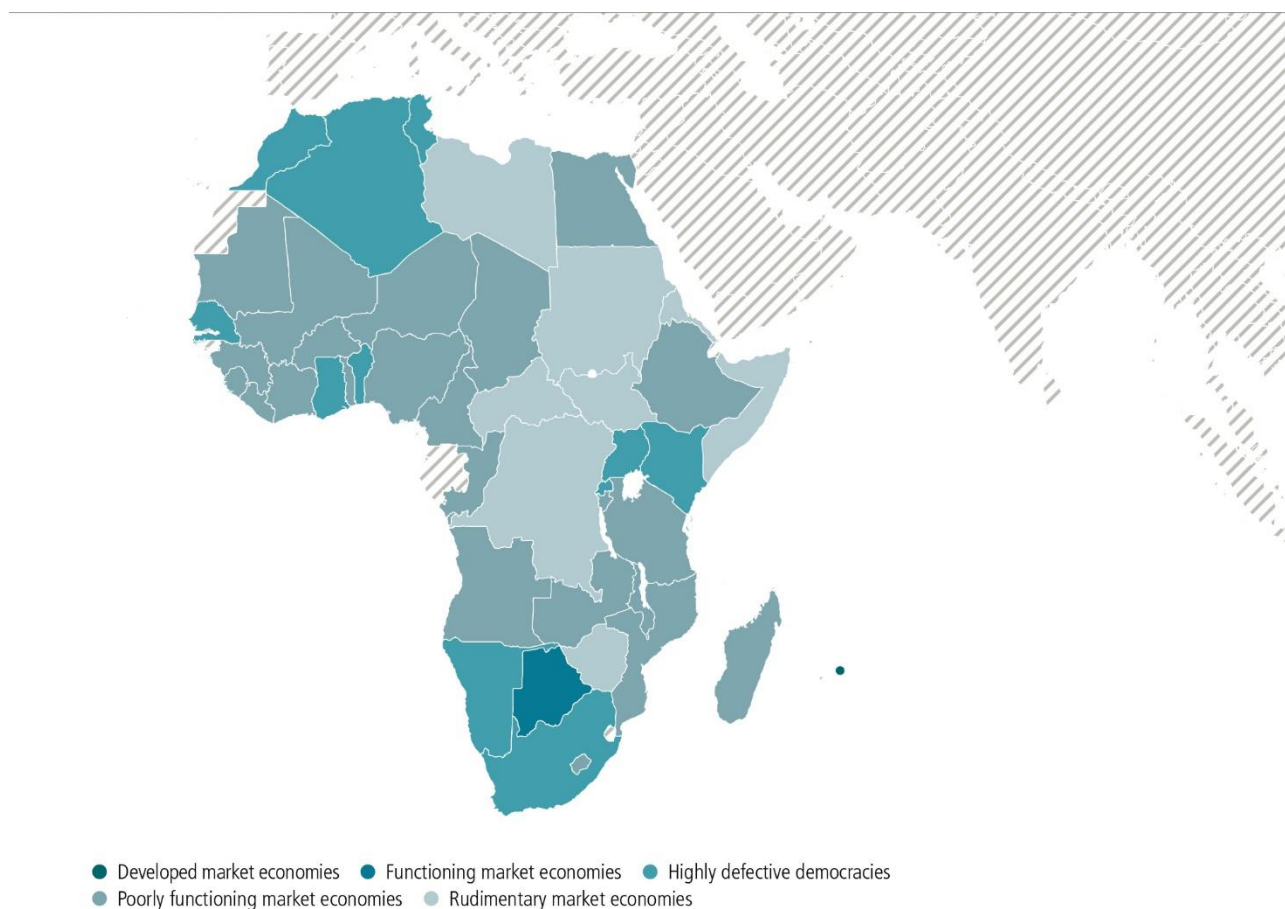 Developed market economies Functioning market economies Highly defective democracies
Poorly functioning market economies Rudimentary market economies